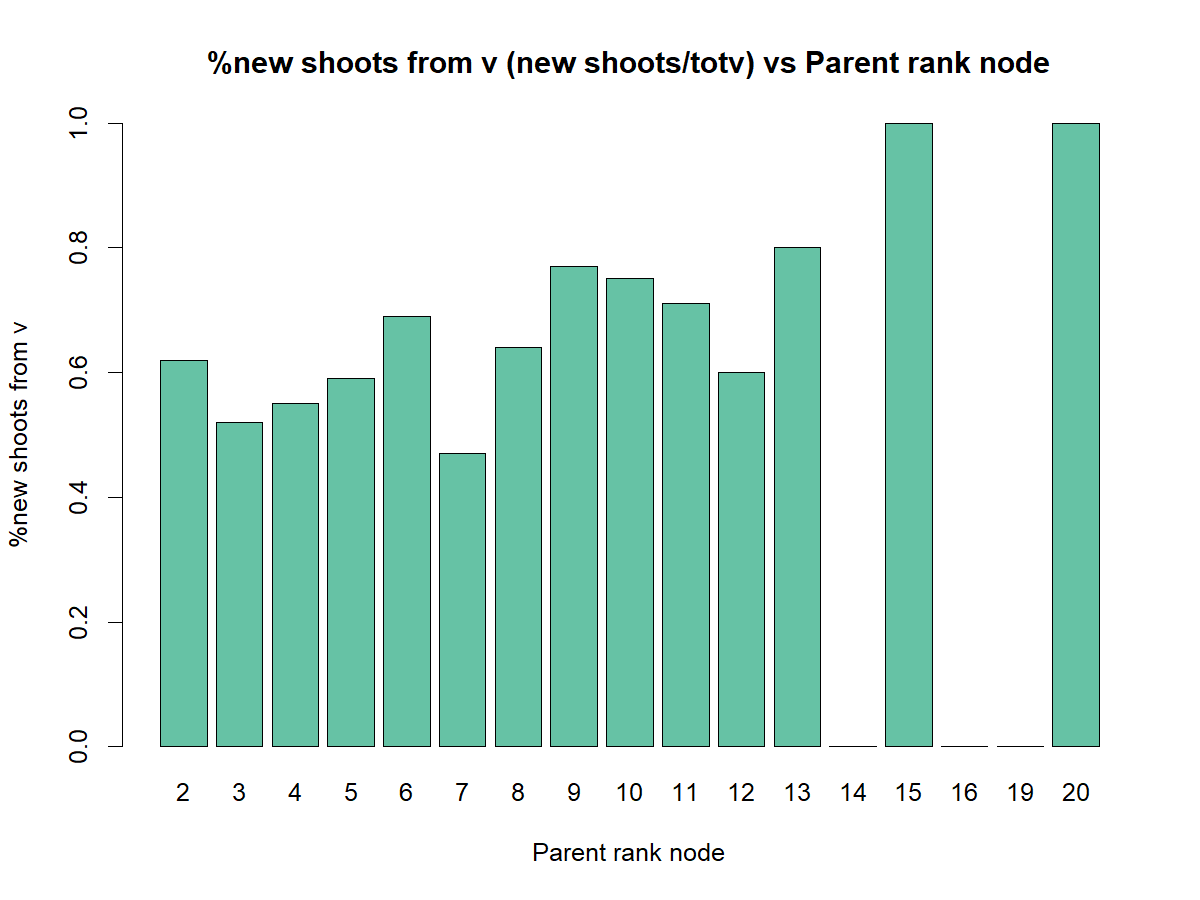 %new shoots from v (new shoots/totv) vs Parent rank node
%new shoots from v
1.0
0.8
0.6
0.4
0.2
0.0
2 3 4 5 6 7 8 9 10 11 12 13 14 15 16 19 20
Parent rank node